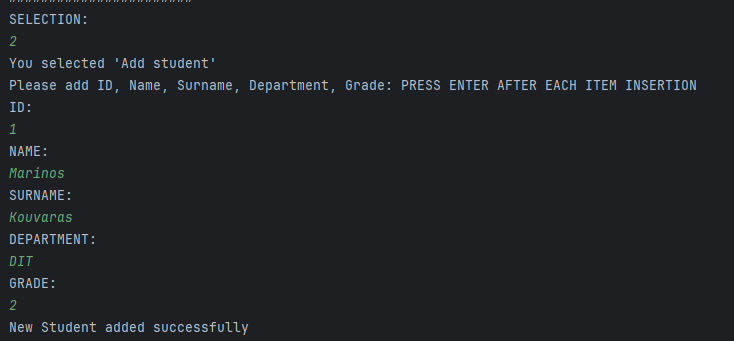 SELECTION:
2
You selected 'Add student'
Please add ID, Name, Surname, Department, Grade: PRESS ENTER AFTER EACH ITEM INSERTION
ID:
1
NAME:
Marinos
SURNAME:
Kouvaras
DEPARTMENT:
DIT
GRADE:
2
New Student added successfully